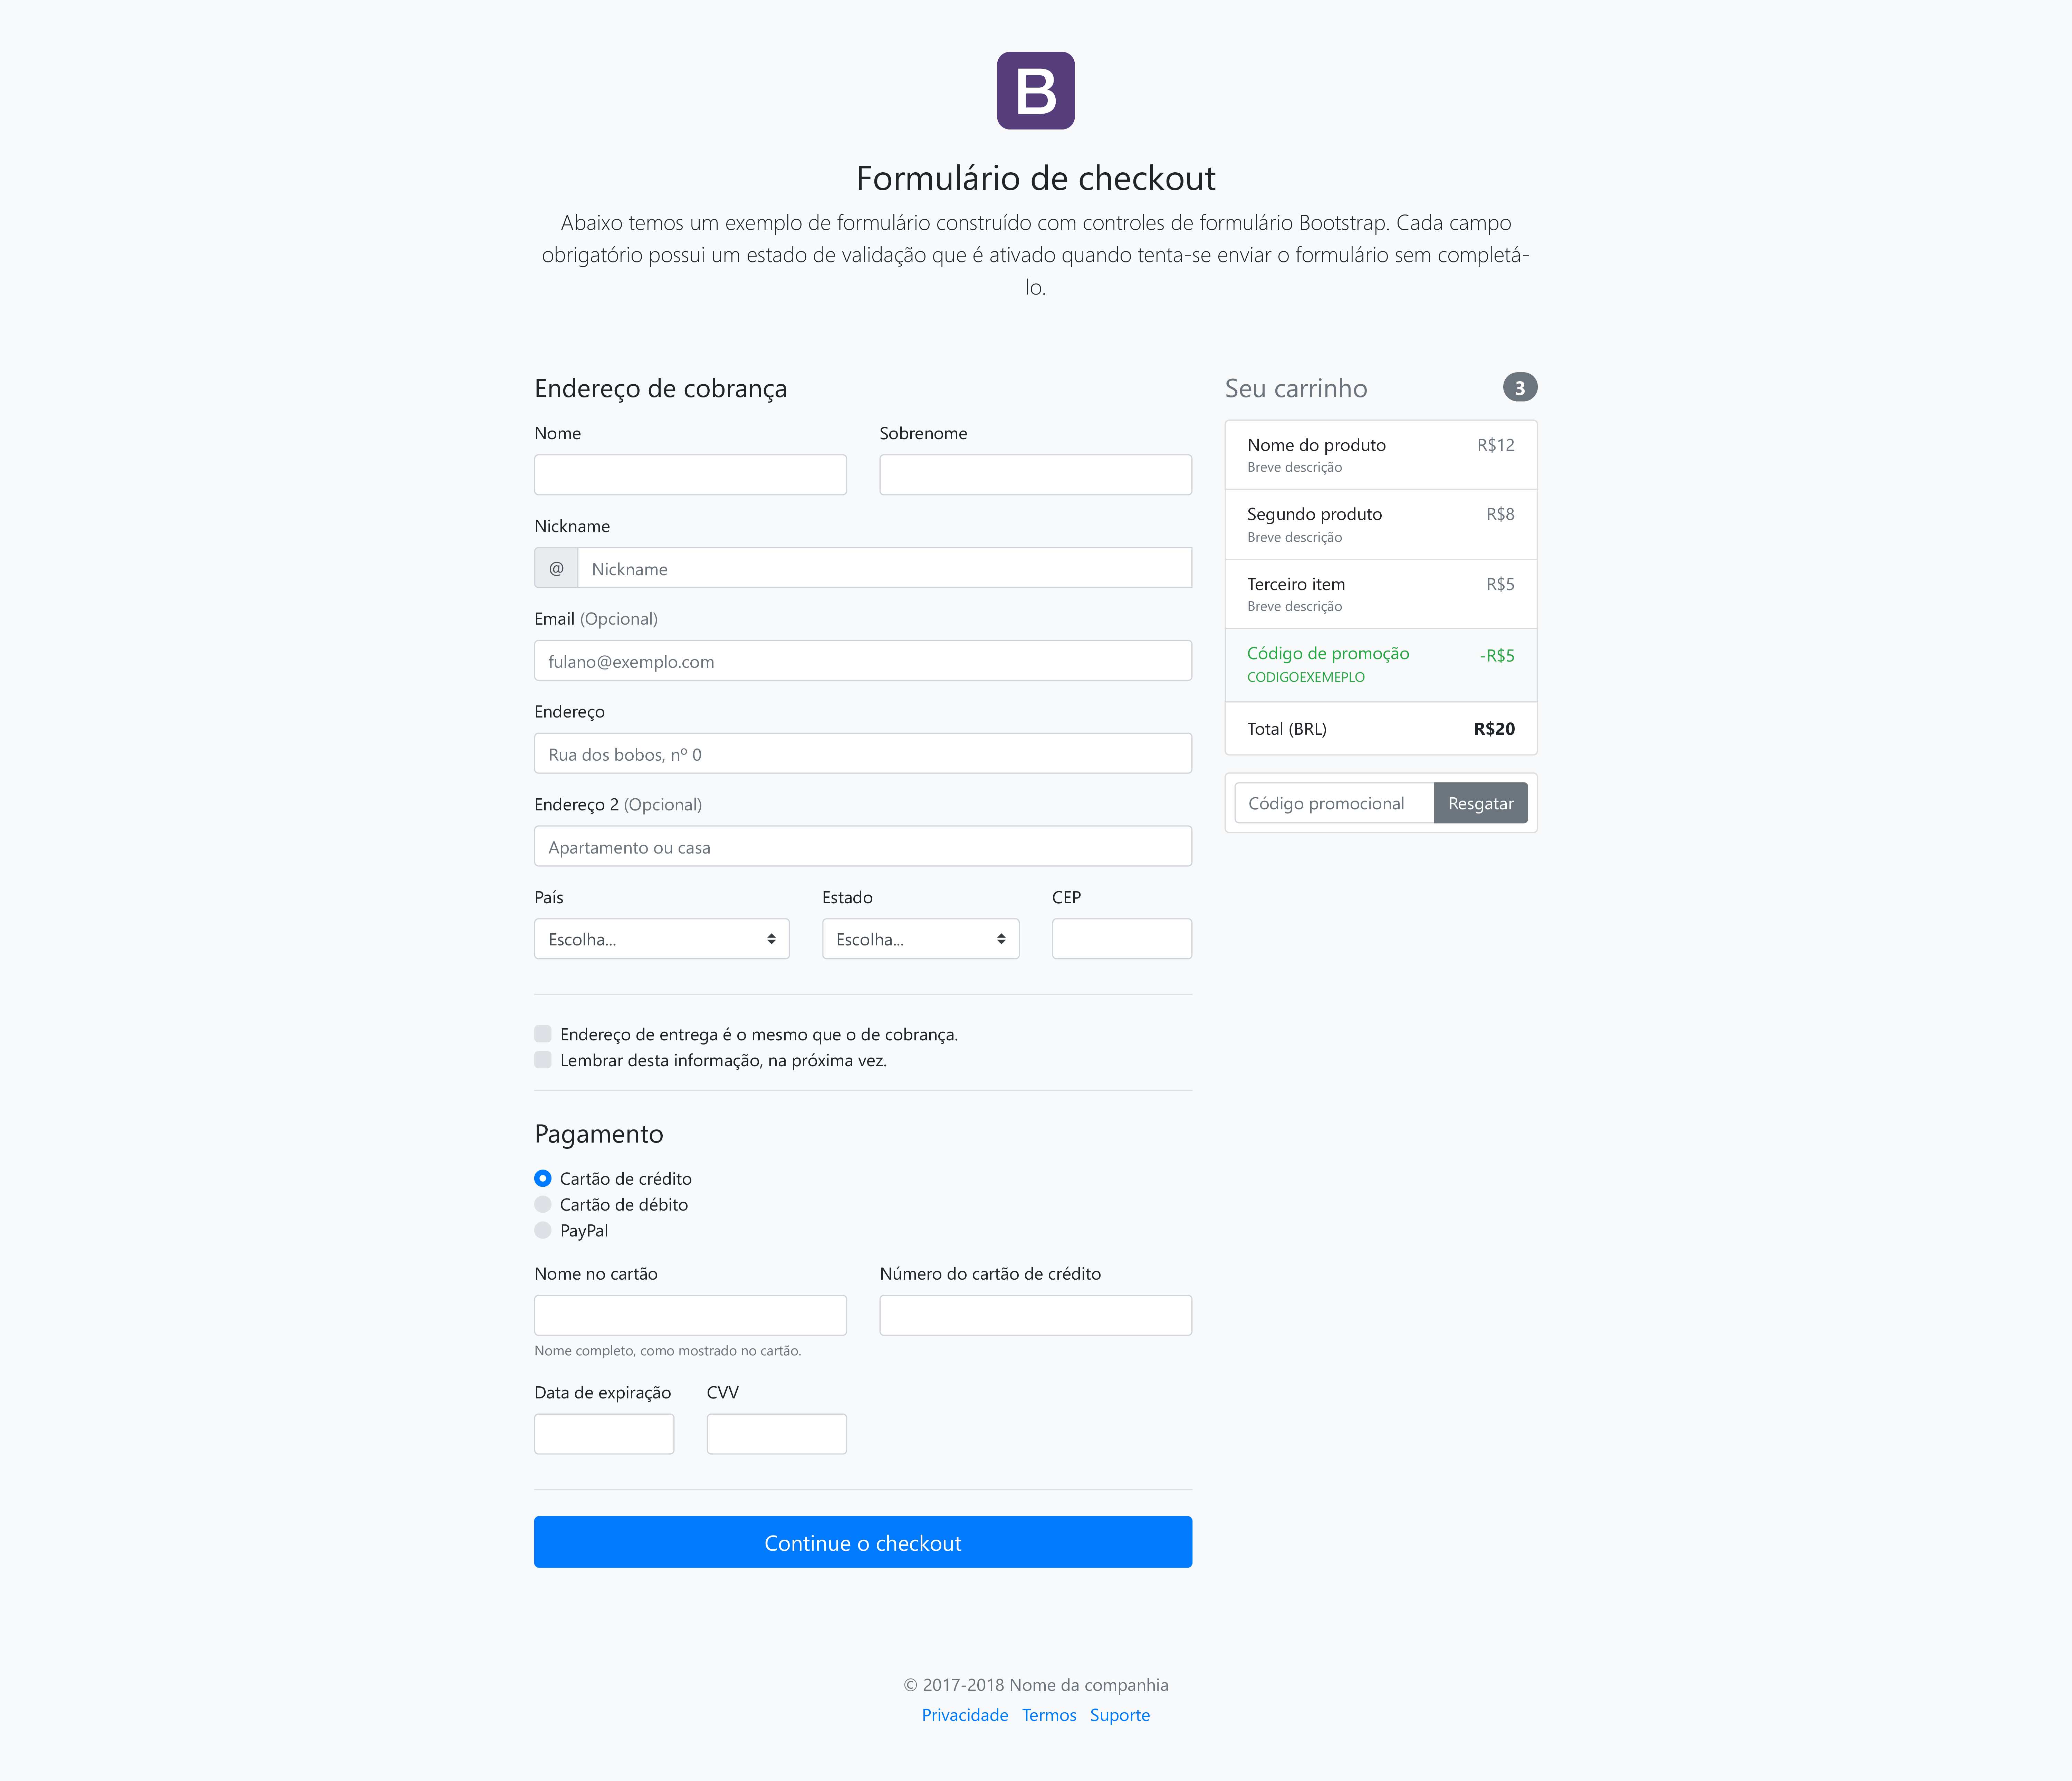 B
Formulário de checkout
Abaixo temos um exemplo de formulário construído com controles de formulário Bootstrap. Cada campo
obrigatório possui um estado de validação que é ativado quando tenta-se enviar o formulário sem completá-
lo.
Endereço de cobrança
Nome
Sobrenome
Nickname
@ Nickname
Email (Opcional)
fulano@exemplo.com
Endereço
Rua dos bobos, nº 0
Endereço 2 (Opcional)
Apartamento ou casa
País
Estado
CEP
Escolha...
Escolha...
Endereço de entrega é o mesmo que o de cobrança.
Lembrar desta informação, na próxima vez.
Pagamento
Cartão de crédito
Cartão de débito
PayPal
Nome no cartão
Número do cartão de crédito
Nome completo, como mostrado no cartão.
Data de expiração
CVV
Continue o checkout
Seu carrinho 3
Nome do produto R$12
Breve descrição
Segundo produto R$8
Breve descrição
Terceiro item R$5
Breve descrição
Código de promoção -R$5
CODIGOEXEMEPLO
Total (BRL) R$20
Código promocional Resgatar
© 2017-2018 Nome da companhia
Privacidade Termos Suporte